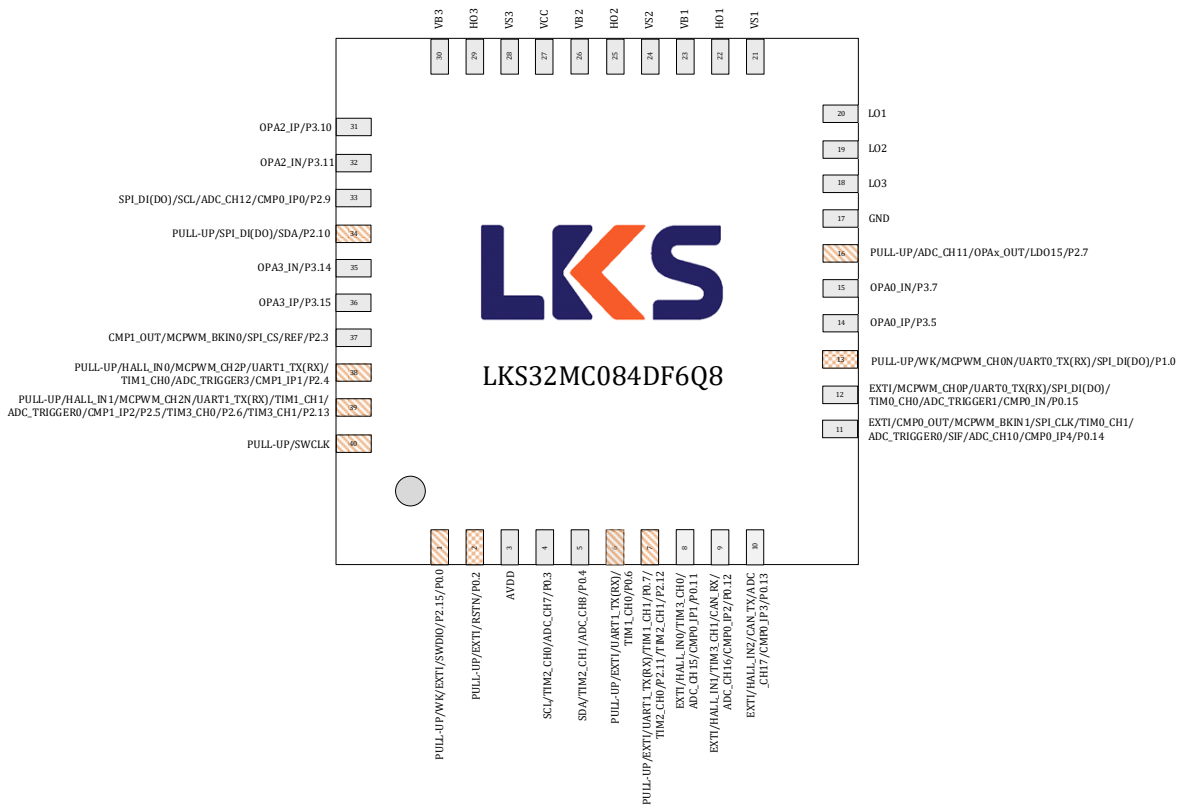 VB3
HO3
VS3
VCC
VB2
HO2
VS2
VB1
HO1
VS1
30
29
28
27
26
25
24
23
22
21
OPA2_IP/P3.10
31
OPA2_IN/P3.11
32
SPI_DI(DO)/SCL/ADC_CH12/CMP0_IP0/P2.9
33
PULL-UP/SPI_DI(DO)/SDA/P2.10
34
OPA3_IN/P3.14
35
OPA3_IP/P3.15
36
CMP1_OUT/MCPWM_BKIN0/SPI_CS/REF/P2.3
37
PULL-UP/HALL_IN0/MCPWM_CH2P/UART1_TX(RX)/
TIM1_CH0/ADC_TRIGGER3/CMP1_IP1/P2.4
38
PULL-UP/HALL_IN1/MCPWM_CH2N/UART1_TX(RX)/TIM1_CH1/
ADC_TRIGGER0/CMP1_IP2/P2.5/TIM3_CH0/P2.6/TIM3_CH1/P2.13
39
PULL-UP/SWCLK
40
LKS
LKS32MC084DF6Q8
20
LO1
19
LO2
18
LO3
17
GND
16
PULL-UP/ADC_CH11/OPAx_OUT/LDO15/P2.7
15
OPA0_IN/P3.7
14
OPA0_IP/P3.5
13
PULL-UP/WK/MCPWM_CH0N/UART0_TX(RX)/SPI_DI(DO)/P1.0
12
EXTI/MCPWM_CH0P/UART0_TX(RX)/SPI_DI(DO)/
TIM0_CH0/ADC_TRIGGER1/CMP0_IN/P0.15
11
EXTI/CMP0_OUT/MCPWM_BKIN1/SPI_CLK/TIM0_CH1/
ADC_TRIGGER0/SIF/ADC_CH10/CMP0_IP4/P0.14
1
2
3
4
5
6
7
8
9
10
PULL-UP/WK/EXTI/SWDIO/P2.15/P0.0
PULL-UP/EXTI/RSTN/P0.2
AVDD
SCL/TIM2_CH0/ADC_CH7/P0.3
SDA/TIM2_CH1/ADC_CH8/P0.4
PULL-UP/EXTI/UART1_TX(RX)/
TIM1_CH0/P0.6
PULL-UP/EXTI/UART1_TX(RX)/TIM1_CH1/P0.7/
TIM2_CH0/P2.11/TIM2_CH1/P2.12
EXTI/HALL_IN0/TIM3_CH0/
ADC_CH15/CMP0_IP1/P0.11
EXTI/HALL_IN1/TIM3_CH1/CAN_RX/
ADC_CH16/CMP0_IP2/P0.12
EXTI/HALL_IN2/CAN_TX/ADC
_CH17/CMP0_IP3/P0.13